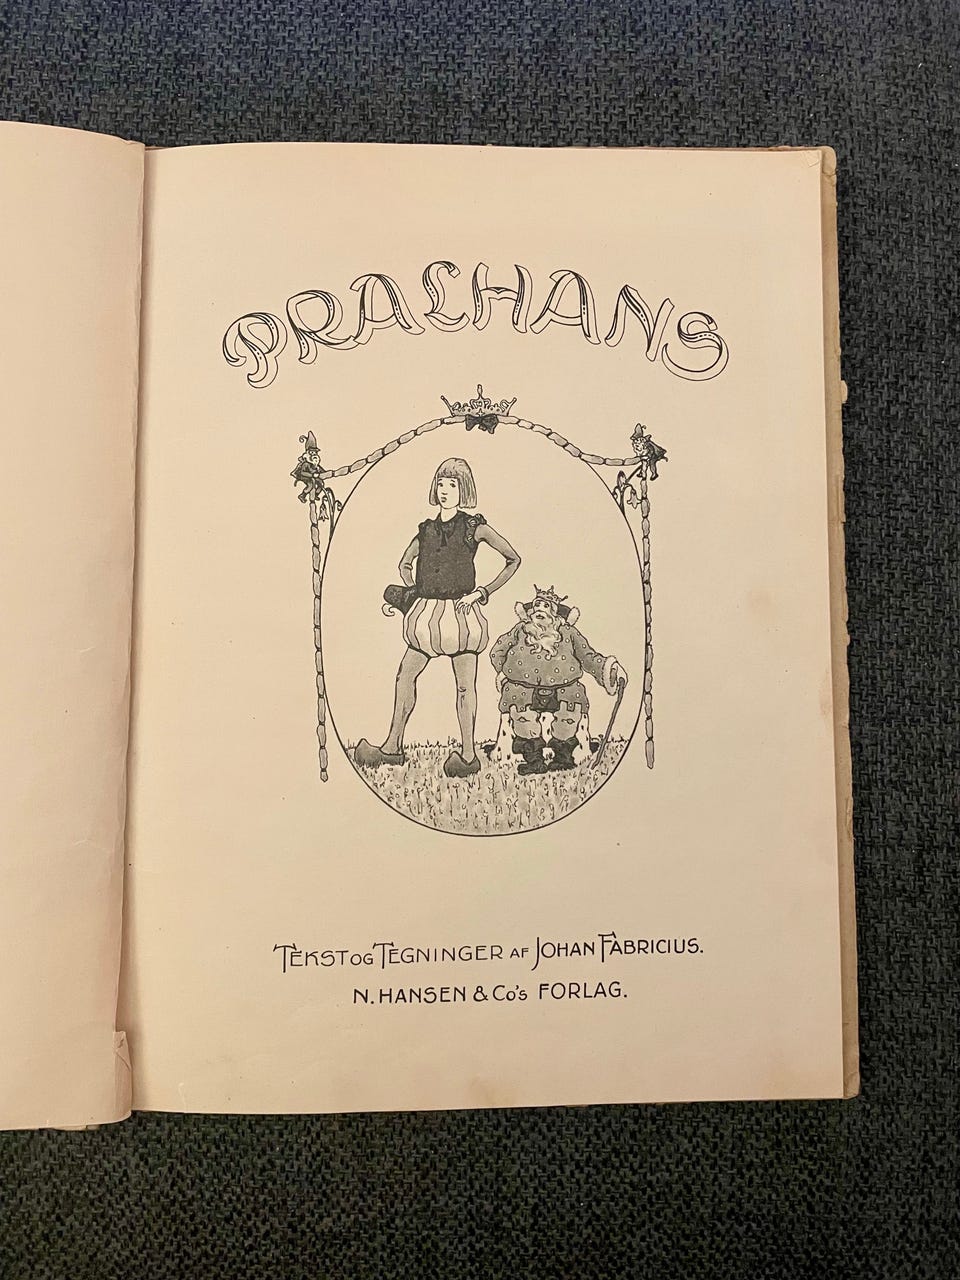 PRALHANS
TEKST OG TEGNINGER AF JOHAN FABRICIUS.
N. HANSEN & Co's FORLAG.